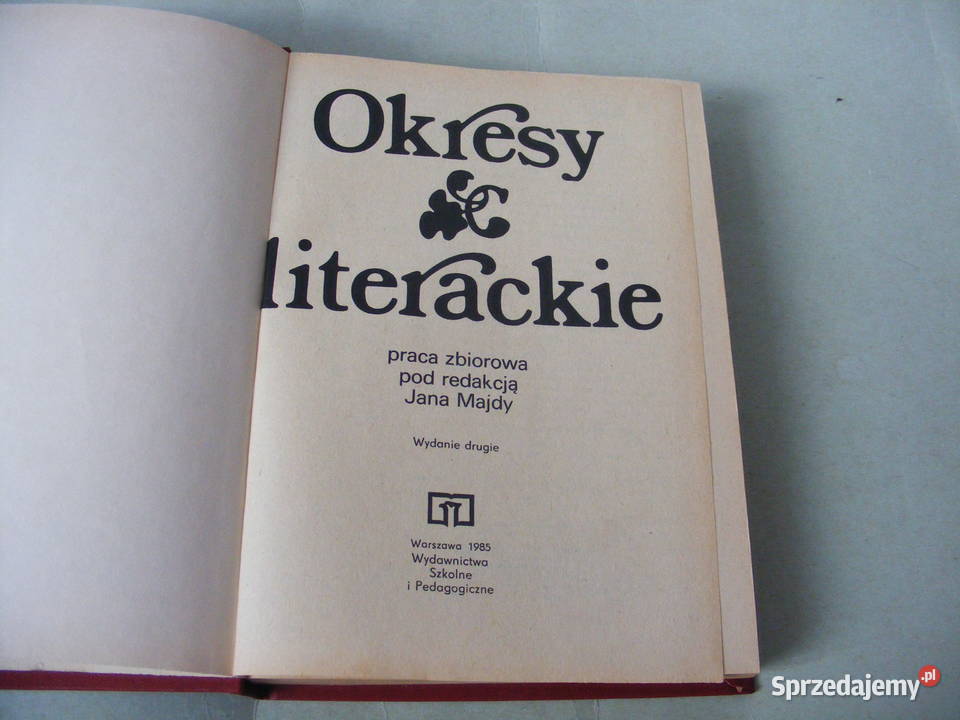 Okresy
literackie
praca zbiorowa
pod redakcją
Jana Majdy
Wydanie drugie
Warszawa 1985
Wydawnictwa
Szkolne
i Pedagogiczne
Sprzedajemy.pl